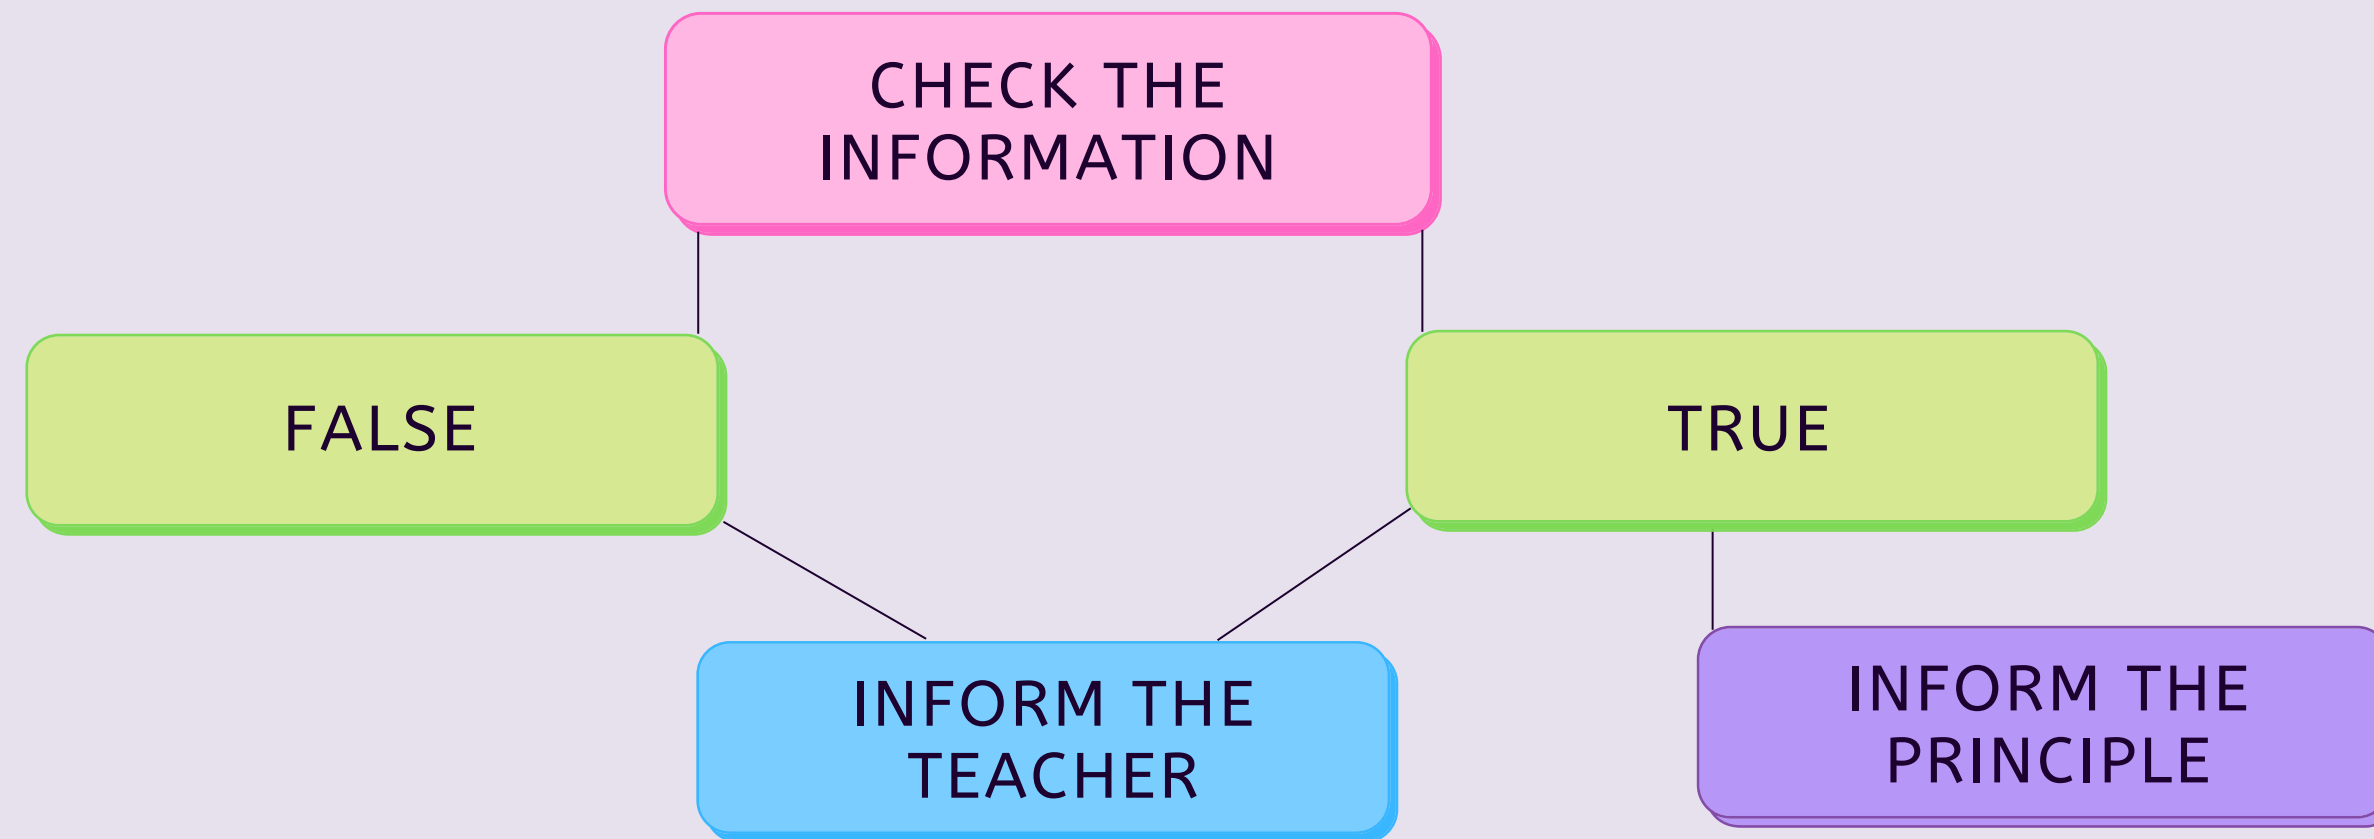 CHECK THE
INFORMATION
FALSE
TRUE
INFORM THE
TEACHER
INFORM THE
PRINCIPLE